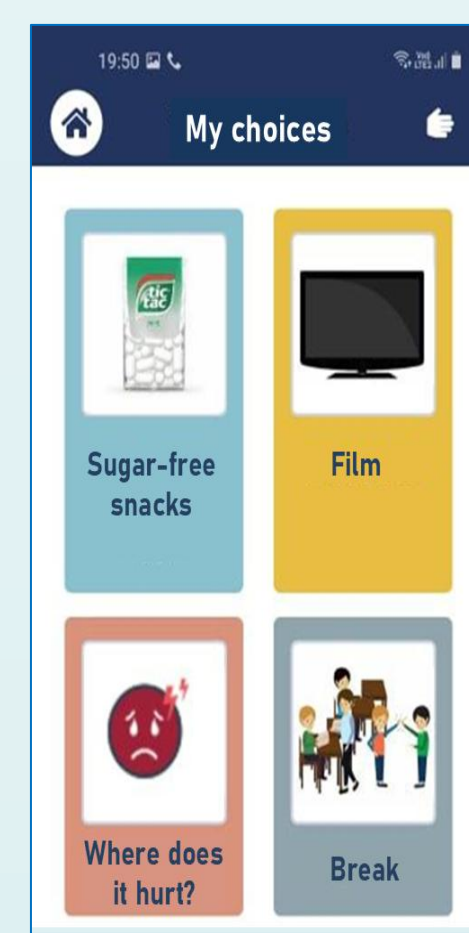 19:50
My choices
tic
tac
Sugar-free
snacks
Film
Where does
it hurt?
Break